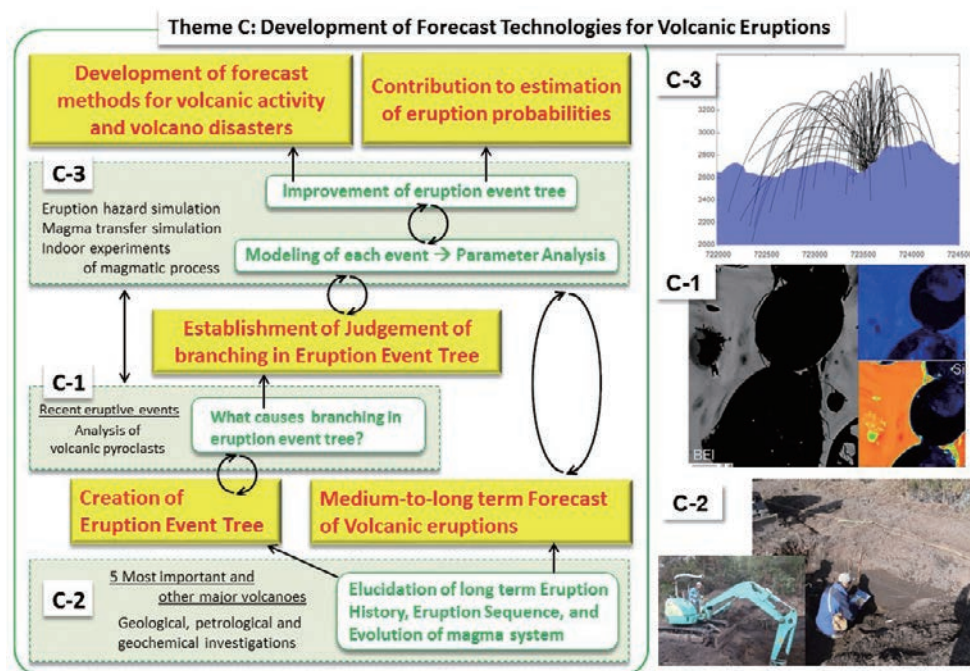 Theme C: Development of Forecast Technologies for Volcanic Eruptions
Development of forecast
methods for volcanic activity
and volcano disasters
Contribution to estimation
of eruption probabilities
C-3
Eruption hazard simulation
Magma transfer simulation
Indoor experiments
of magmatic process
Improvement of eruption event tree
Modeling of each event → Parameter Analysis
Establishment of Judgement of
branching in Eruption Event Tree
C-1
Recent eruptive events
Analysis of
volcanic pyroclasts
What causes branching in
eruption event tree?
Creation of
Eruption Event Tree
Medium-to-long term Forecast
of Volcanic eruptions
C-2
5 Most Important and
other major volcanoes
Geological, petrological and
geochemical investigations
Elucidation of long term Eruption
History, Eruption Sequence, and
Evolution of magma system
C-3
3400
3200
3000
2800
2600
2400
2200
2000
722000
722500
723000
723500
724000
724500
C-1
BEI
Si
C-2